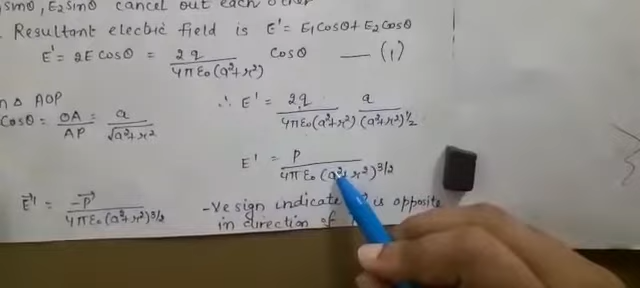 sinθ, E₂sinθ cancel out each other
Resultant electric field is E' = E₁cosθ + E₂cosθ
E' = 2E cosθ = 2q / 4πε₀(a²+r²) cosθ — (1)
In Δ AOP
cosθ = OA/AP = a/√(a²+r²)
∴ E' = 2q / 4πε₀(a²+r²) a / (a²+r²)^1/2
E' = p / 4πε₀(a²+r²)^3/2
E⃗' = -p⃗ / 4πε₀(a²+r²)^3/2
-ve sign indicate is opposite
in direction of